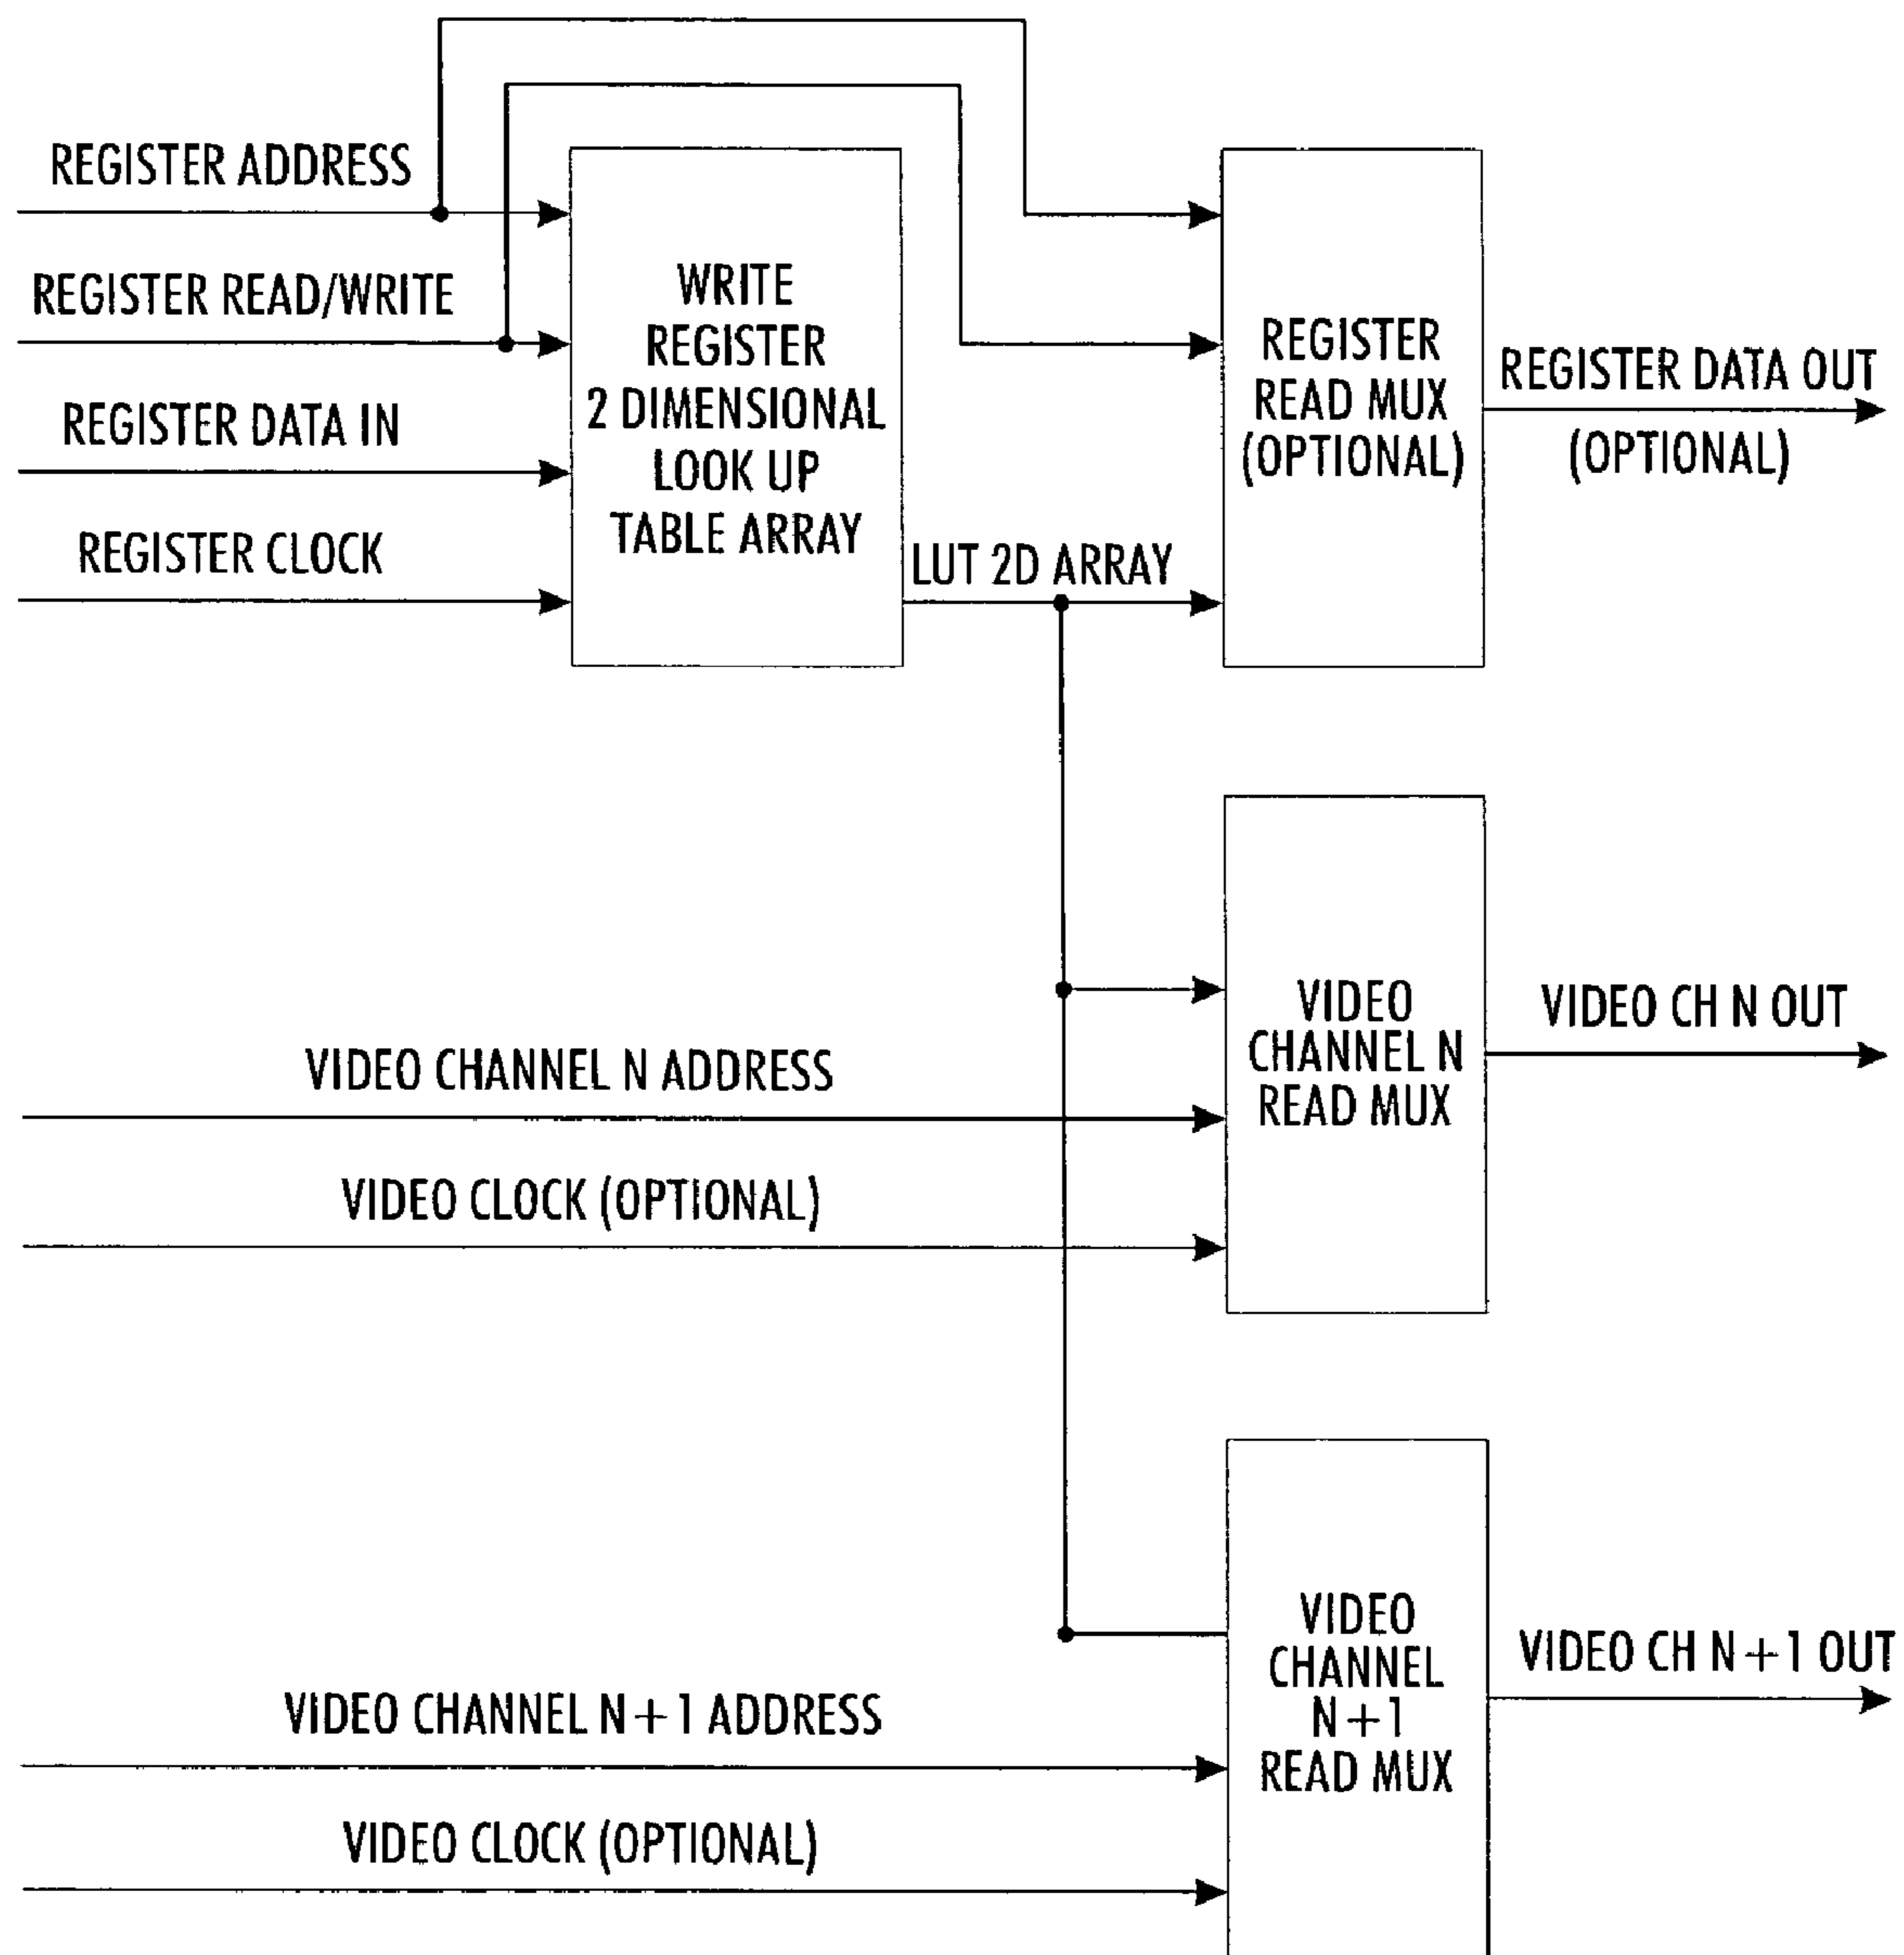 REGISTER ADDRESS
REGISTER READ/WRITE
REGISTER DATA IN
REGISTER CLOCK
WRITE
REGISTER
2 DIMENSIONAL
LOOK UP
TABLE ARRAY
LUT 2D ARRAY
REGISTER
READ MUX
(OPTIONAL)
REGISTER DATA OUT
(OPTIONAL)
VIDEO CHANNEL N ADDRESS
VIDEO CLOCK (OPTIONAL)
VIDEO
CHANNEL N
READ MUX
VIDEO CH N OUT
VIDEO CHANNEL N+1 ADDRESS
VIDEO CLOCK (OPTIONAL)
VIDEO
CHANNEL
N+1
READ MUX
VIDEO CH N+1 OUT